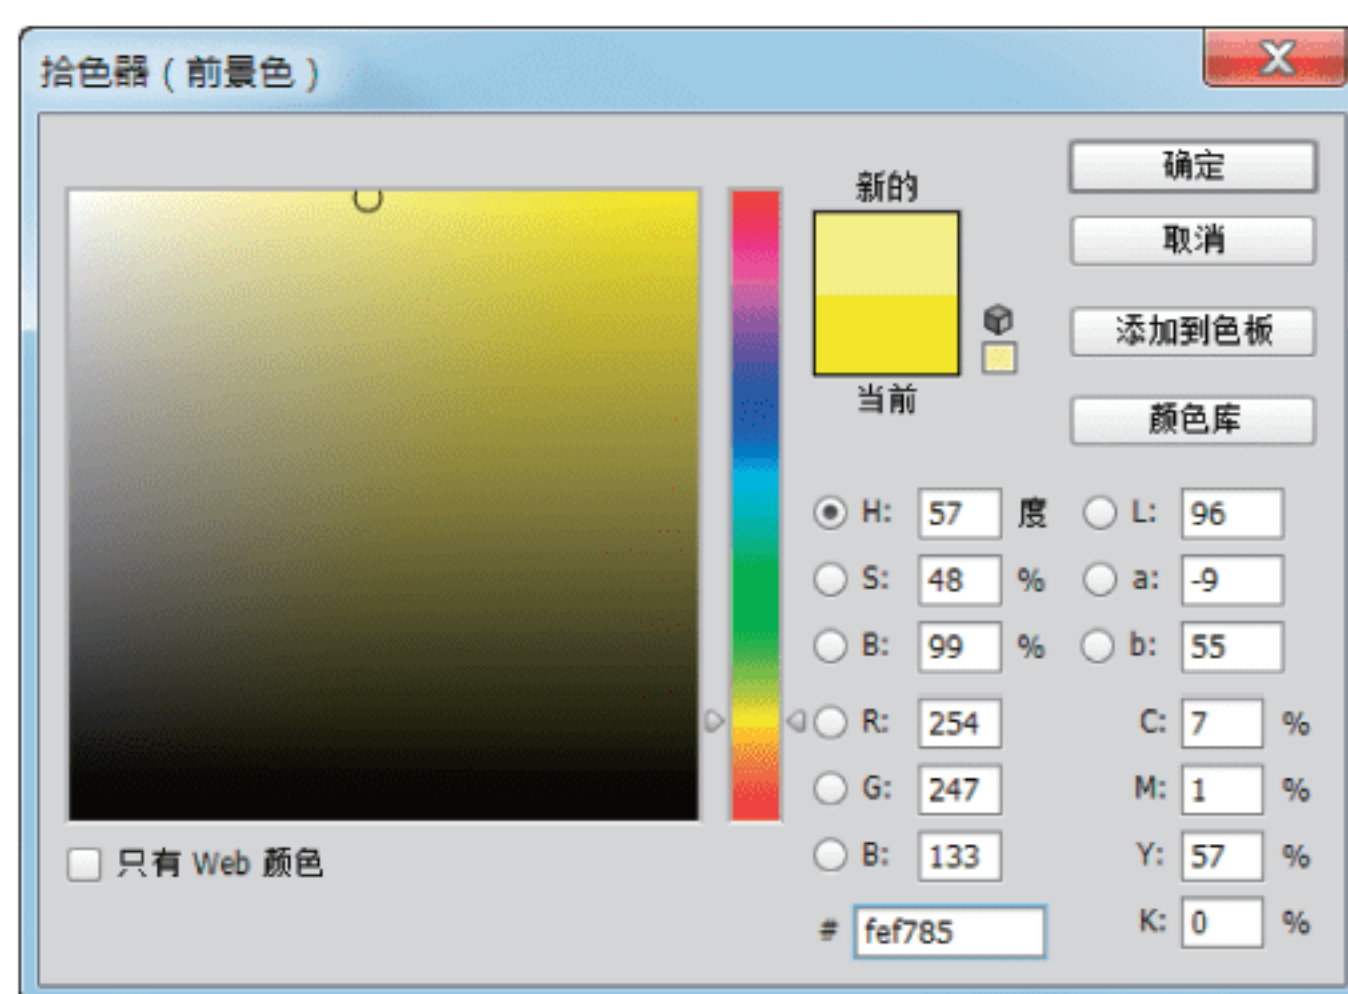 拾色器（前景色）
新的
当前
确定
取消
添加到色板
颜色库
H: 57 度
S: 48 %
B: 99 %
R: 254
G: 247
B: 133
# fef785
L: 96
a: -9
b: 55
C: 7 %
M: 1 %
Y: 57 %
K: 0 %
只有 Web 颜色